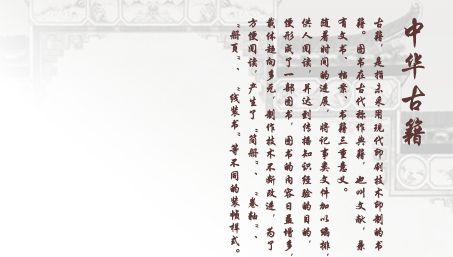 中华古籍
古籍，是指未采用现代印刷技术印制的书
籍。图书在古代称作典籍，也叫文献，兼
有文书、档案、书籍三重意义。
随着时间的进展，将记事类文件加以编排，
供人阅读，并达到传播知识经验的目的，
便形成了一部图书，图书的内容日益增多，
载体趋向多元，制作技术不断改进，为了
方便阅读，产生了“简册”、“卷轴”、
“册页”、“线装书”等不同的装帧样式。